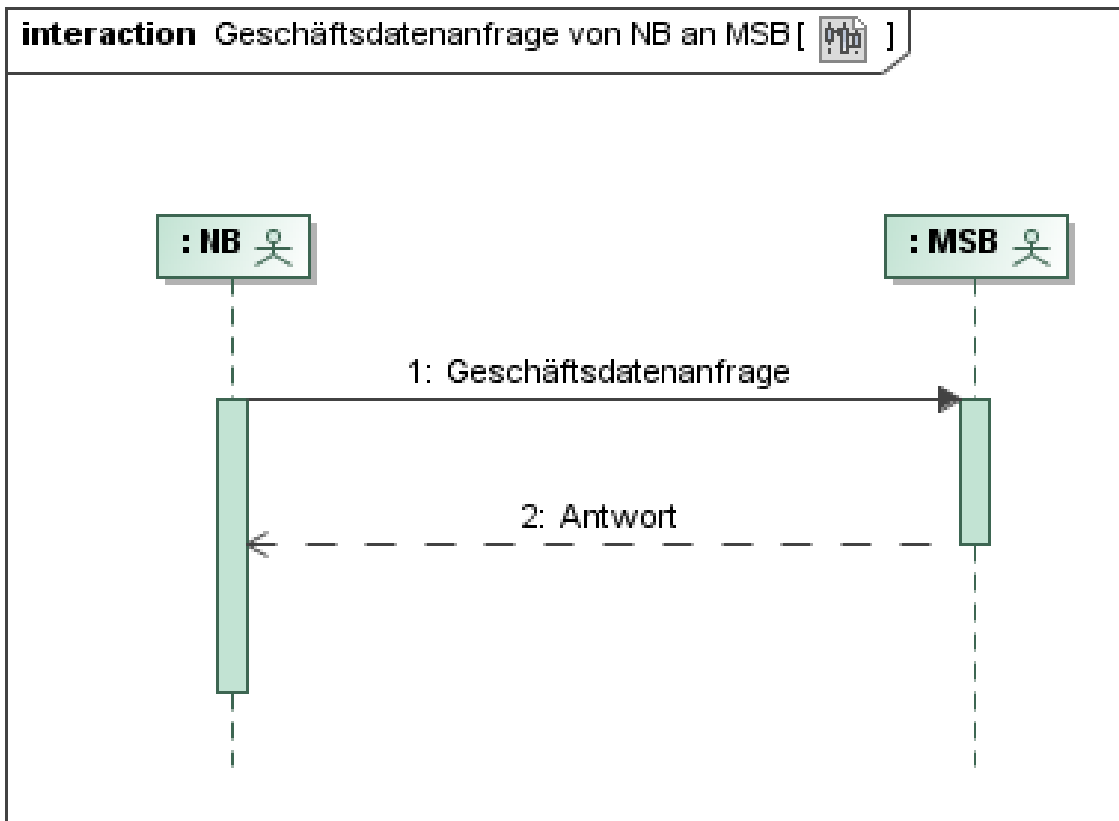 interaction Geschäftsdatenanfrage von NB an MSB [ ]
: NB
: MSB
1: Geschäftsdatenanfrage
2: Antwort